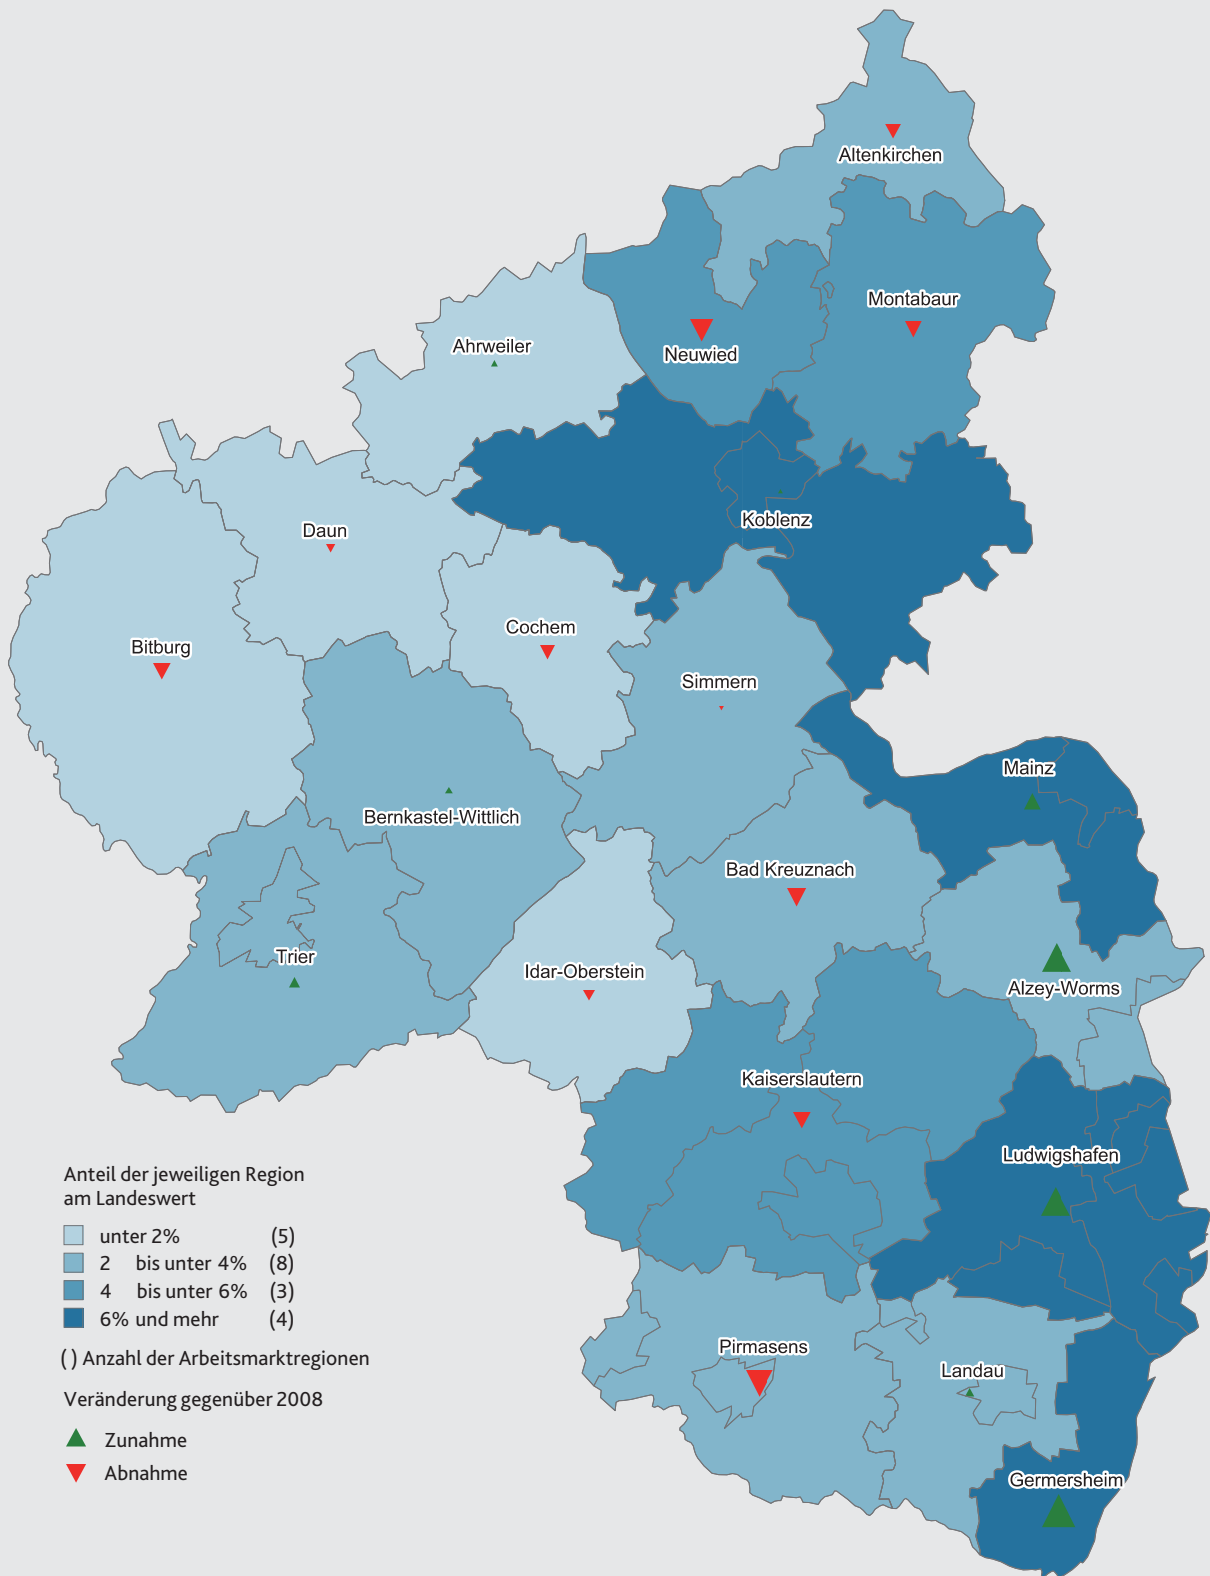 Altenkirchen
Montabaur
Ahrweiler
Neuwied
Koblenz
Daun
Cochem
Bitburg
Simmern
Mainz
Bernkastel-Wittlich
Bad Kreuznach
Trier
Idar-Oberstein
Alzey-Worms
Kaiserslautern
Ludwigshafen
Pirmasens
Landau
Germersheim
Anteil der jeweiligen Region
am Landeswert
unter 2% (5)
2 bis unter 4% (8)
4 bis unter 6% (3)
6% und mehr (4)
( ) Anzahl der Arbeitsmarktregionen
Veränderung gegenüber 2008
Zunahme
Abnahme